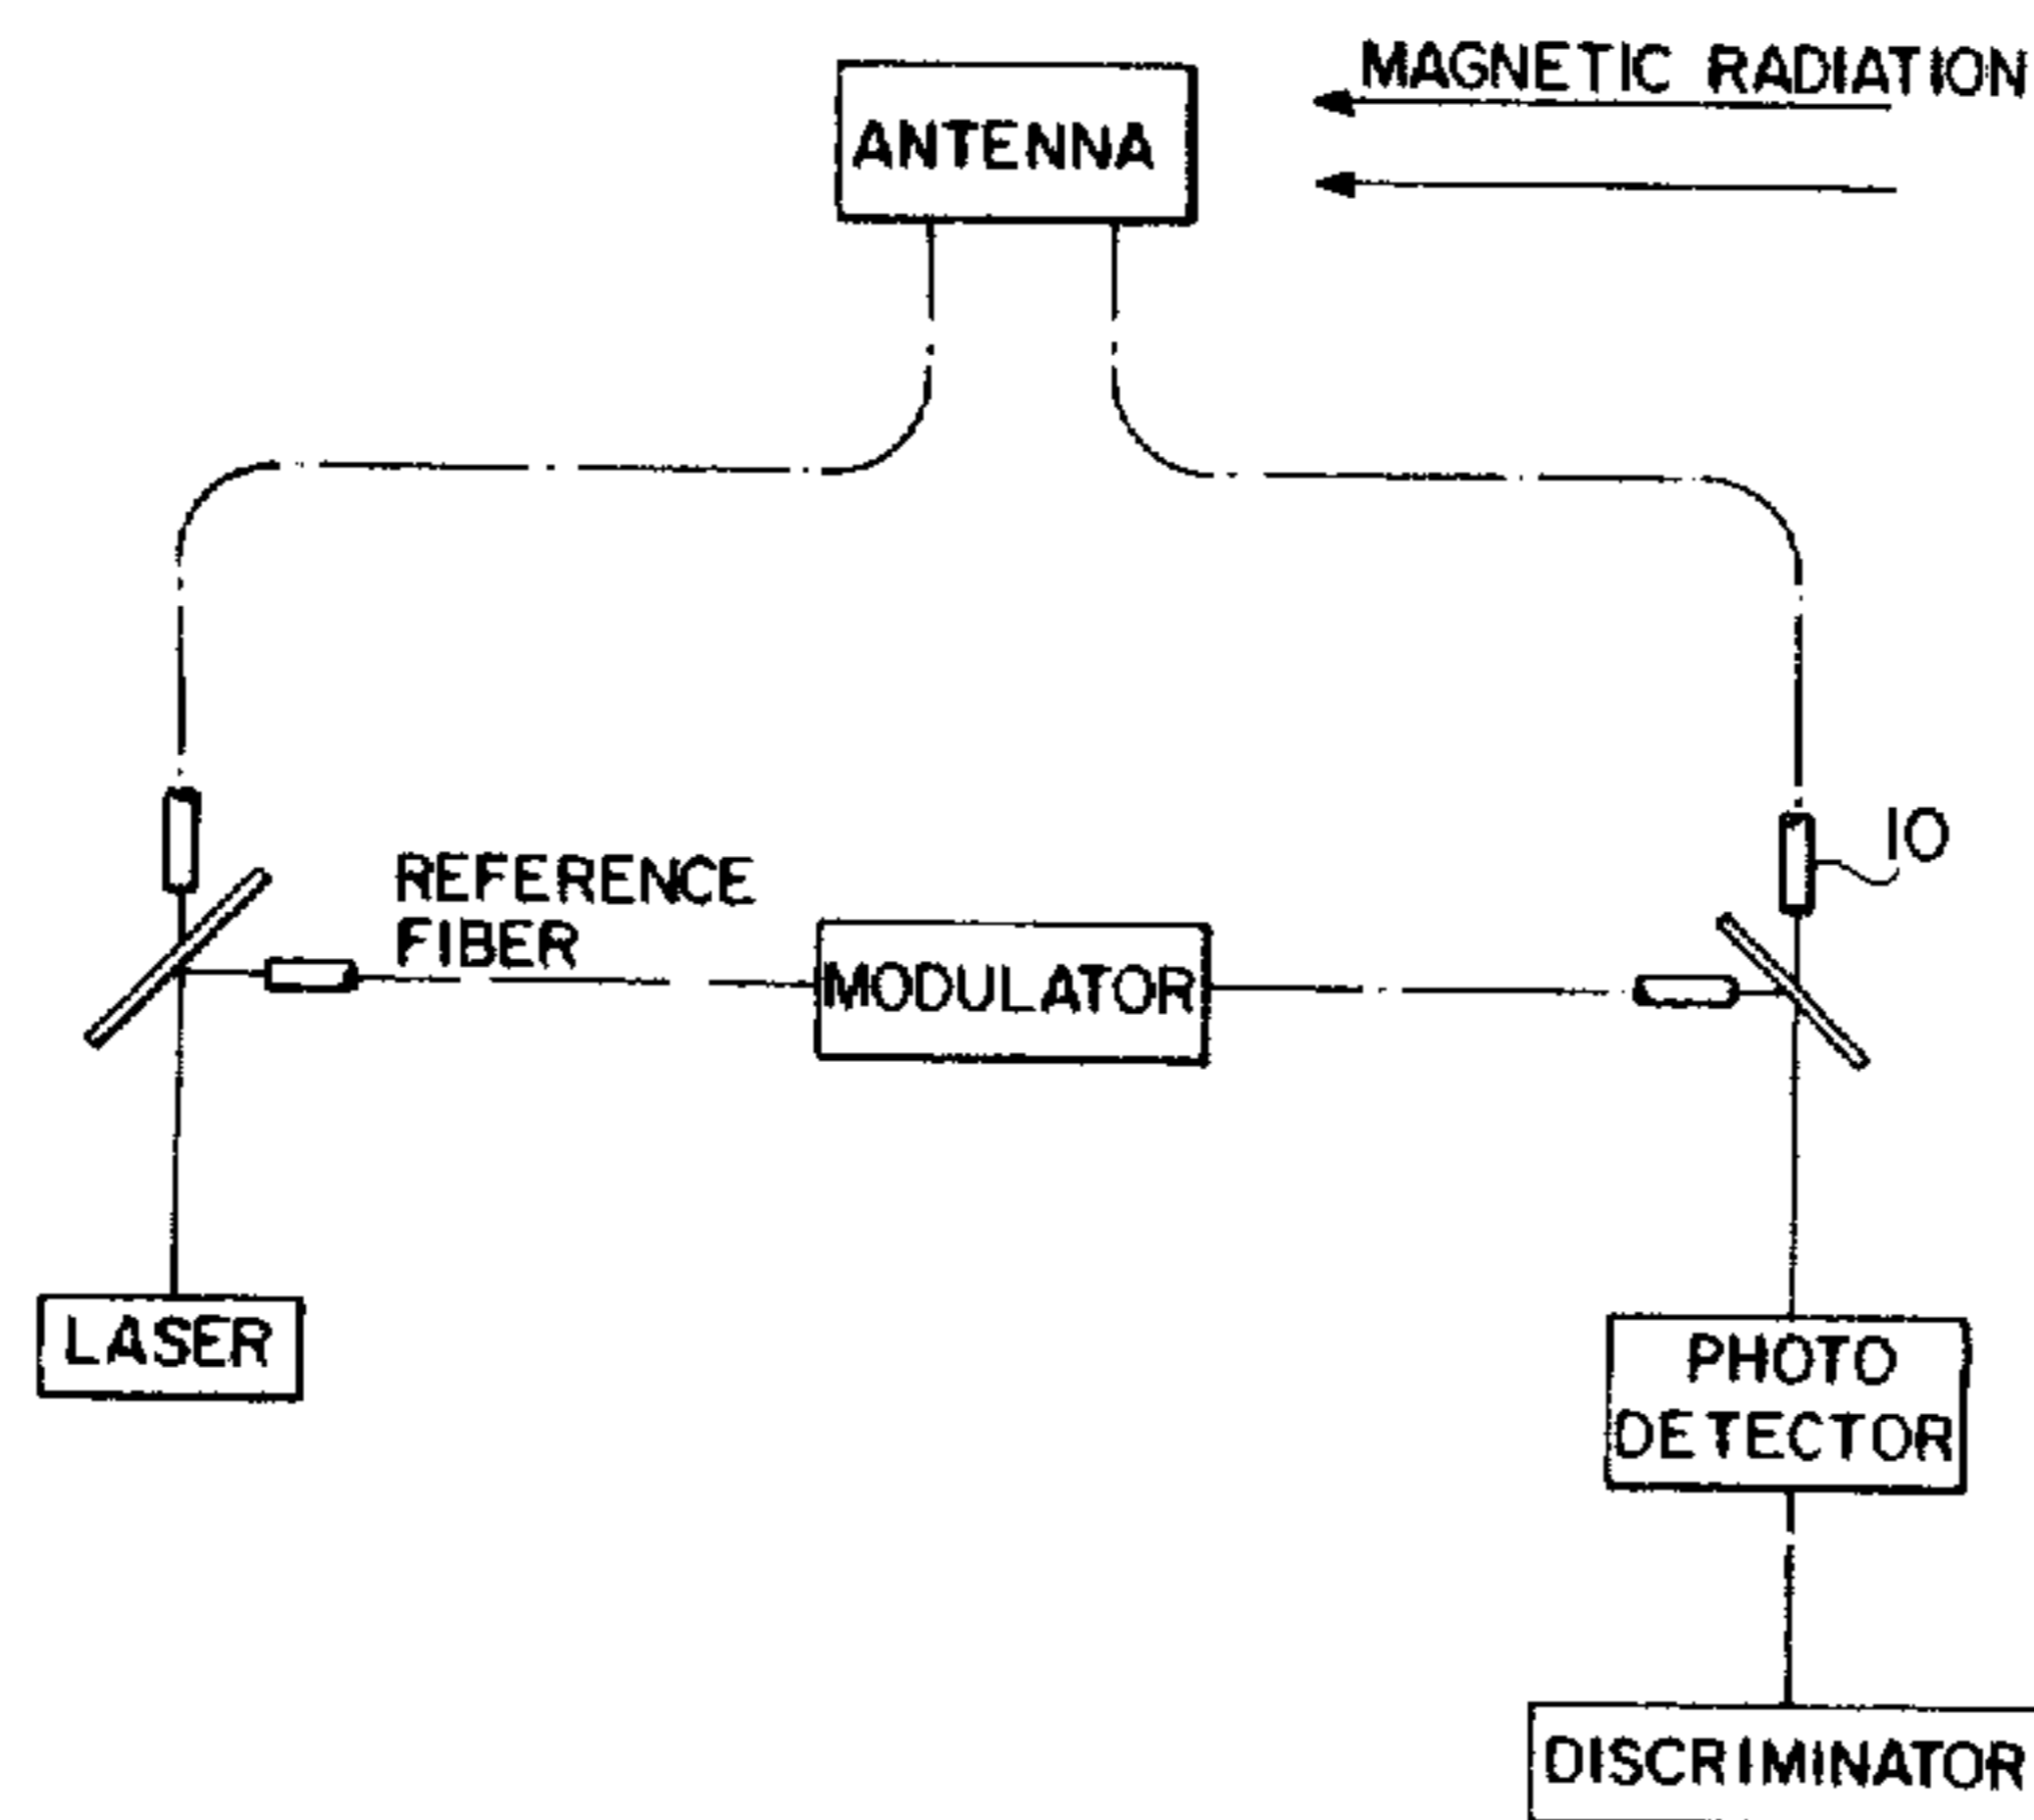 MAGNETIC RADIATION
ANTENNA
10
REFERENCE
FIBER
MODULATOR
LASER
PHOTO
DETECTOR
DISCRIMINATOR